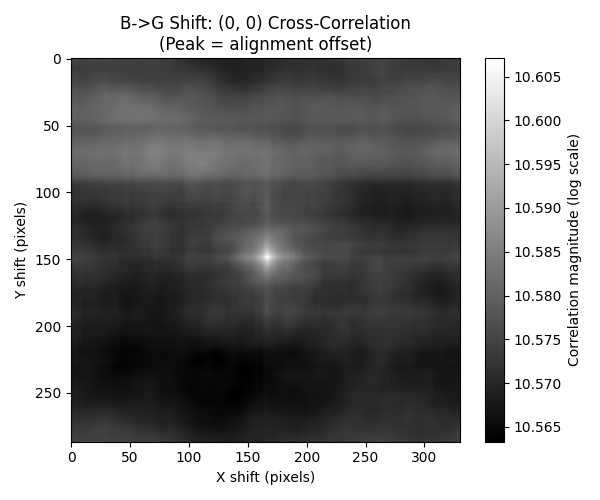 B->G Shift: (0, 0) Cross-Correlation
(Peak = alignment offset)
0
50
100
150
200
250
Y shift (pixels)
0 50 100 150 200 250 300
X shift (pixels)
10.605
10.600
10.595
10.590
10.585
10.580
10.575
10.570
10.565
Correlation magnitude (log scale)